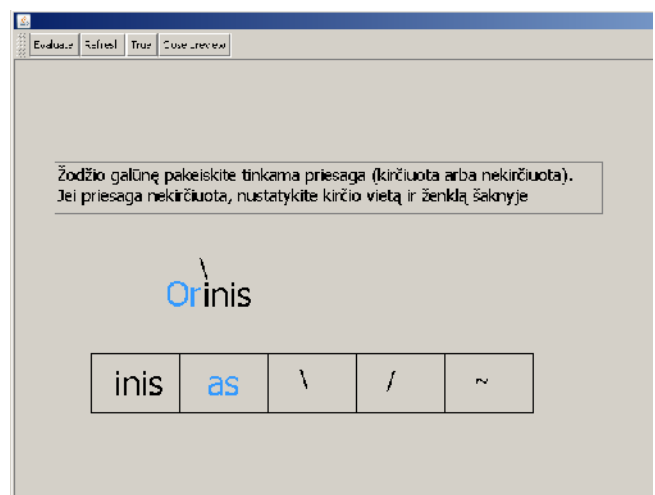 Evaluate Refresh True Close preview
Žodžio galūnę pakeiskite tinkama priesaga (kirčiuota arba nekirčiuota).
Jei priesaga nekirčiuota, nustatykite kirčio vietą ir ženklą šaknyje
\
Orinis
inis as \ / ~